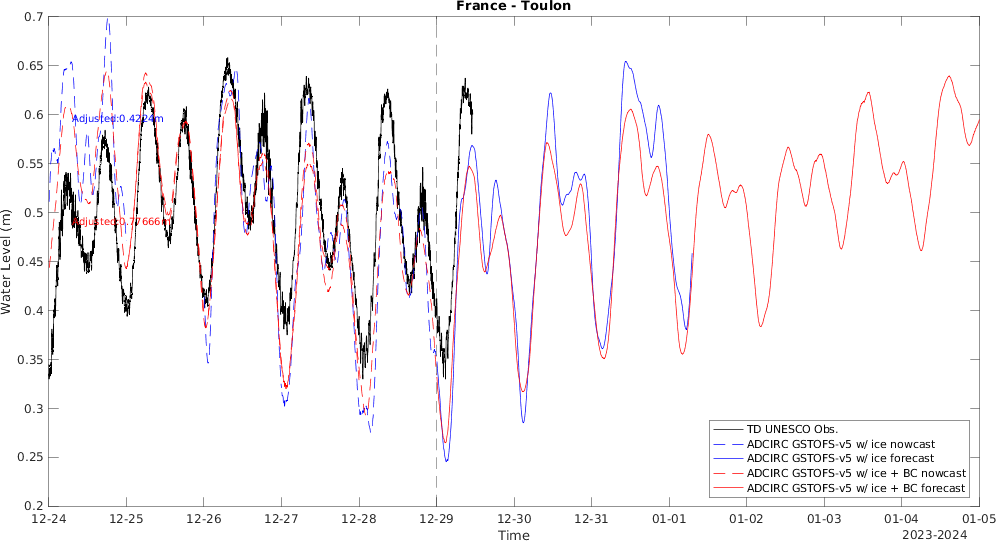 France - Toulon
Water Level (m)
0.7
0.65
0.6
0.55
0.5
0.45
0.4
0.35
0.3
0.25
0.2
Adjusted:0.4224m
Adjusted:0.77666m
TD UNESCO Obs.
ADCIRC GSTOFS-v5 w/ ice nowcast
ADCIRC GSTOFS-v5 w/ ice forecast
ADCIRC GSTOFS-v5 w/ ice + BC nowcast
ADCIRC GSTOFS-v5 w/ ice + BC forecast
12-24 12-25 12-26 12-27 12-28 12-29 12-30 12-31 01-01 01-02 01-03 01-04 01-05
Time
2023-2024